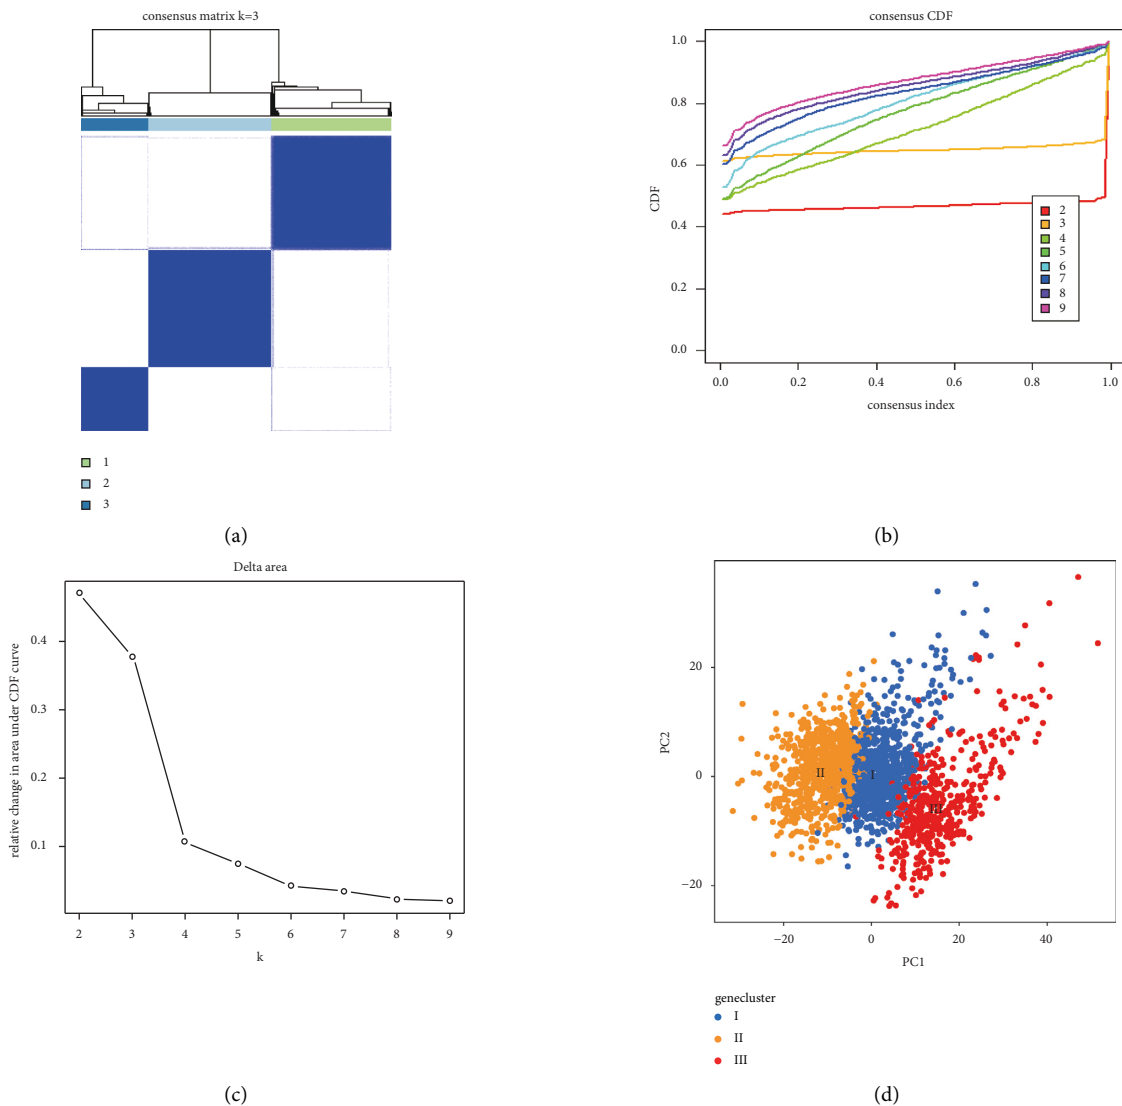 consensus matrix k=3
1
2
3
(a)
consensus CDF
1.0
0.8
0.6
0.4
0.2
0.0
CDF
2
3
4
5
6
7
8
9
0.0 0.2 0.4 0.6 0.8 1.0
consensus index
(b)
Delta area
0.4
0.3
0.2
0.1
relative change in area under CDF curve
2 3 4 5 6 7 8 9
k
(c)
20
0
−20
PC2
II
I
III
−20 0 20 40
PC1
genecluster
I
II
III
(d)